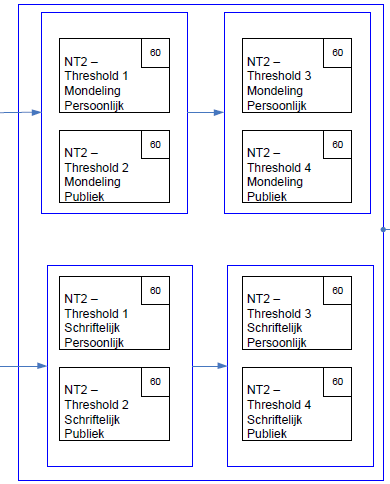 60
NT2 –
Threshold 1
Mondeling
Persoonlijk
60
NT2 –
Threshold 2
Mondeling
Publiek
60
NT2 –
Threshold 3
Mondeling
Persoonlijk
60
NT2 –
Threshold 4
Mondeling
Publiek
60
NT2 –
Threshold 1
Schriftelijk
Persoonlijk
60
NT2 –
Threshold 2
Schriftelijk
Publiek
60
NT2 –
Threshold 3
Schriftelijk
Persoonlijk
60
NT2 –
Threshold 4
Schriftelijk
Publiek